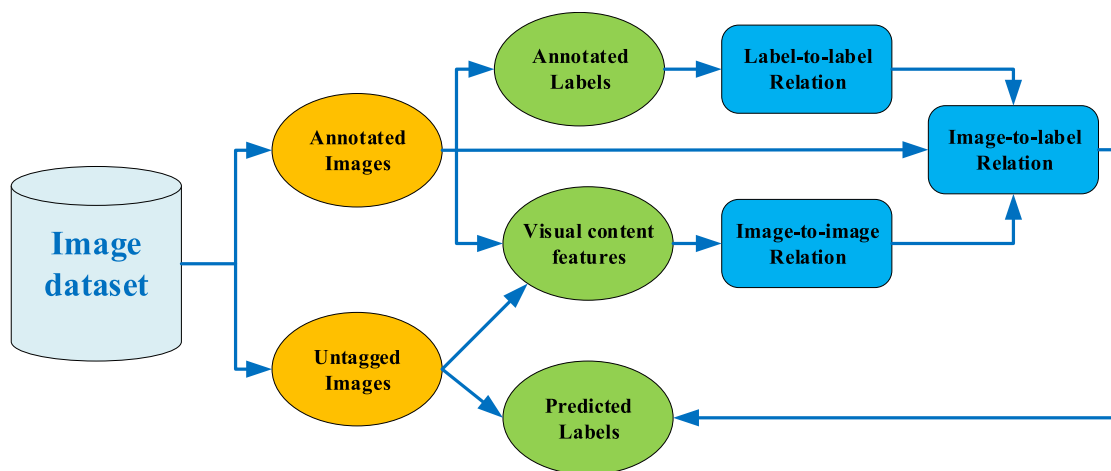 Image
dataset
Annotated
Images
Untagged
Images
Annotated
Labels
Visual content
features
Predicted
Labels
Label-to-label
Relation
Image-to-image
Relation
Image-to-label
Relation